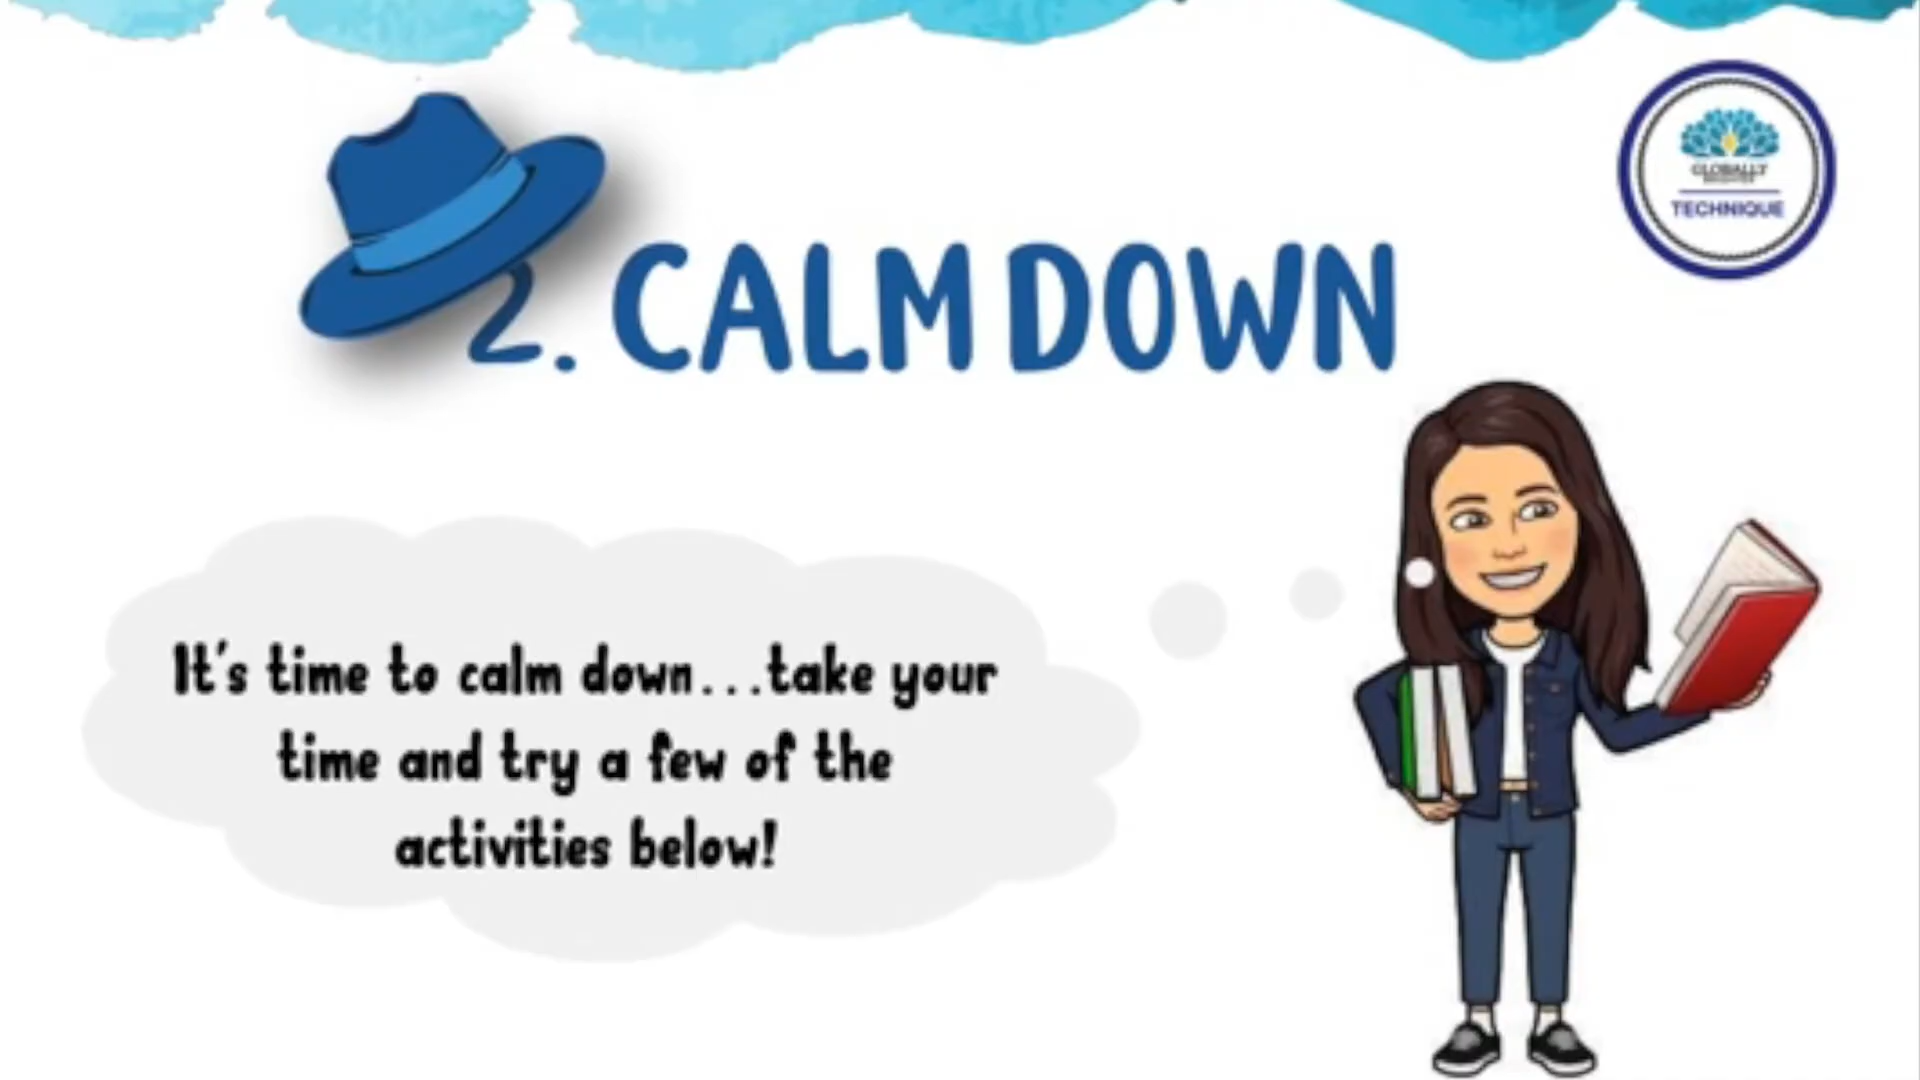 2. CALM DOWN
GLOBALLY
TECHNIQUE
It's time to calm down...take your
time and try a few of the
activities below!